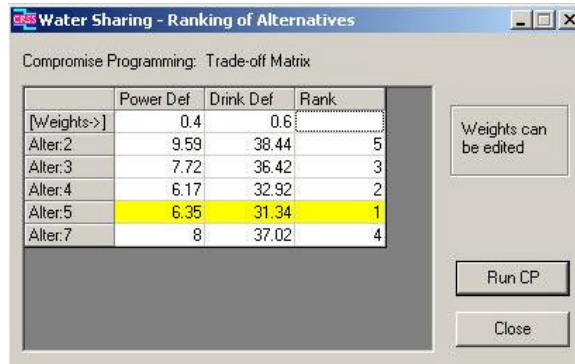 CRSS Water Sharing - Ranking of Alternatives
Compromise Programming: Trade-off Matrix
Power Def Drink Def Rank
[Weights->] 0.4 0.6
Alter:2 9.59 38.44 5
Alter:3 7.72 36.42 3
Alter:4 6.17 32.92 2
Alter:5 6.35 31.34 1
Alter:7 8 37.02 4
Weights can
be edited
Run CP
Close